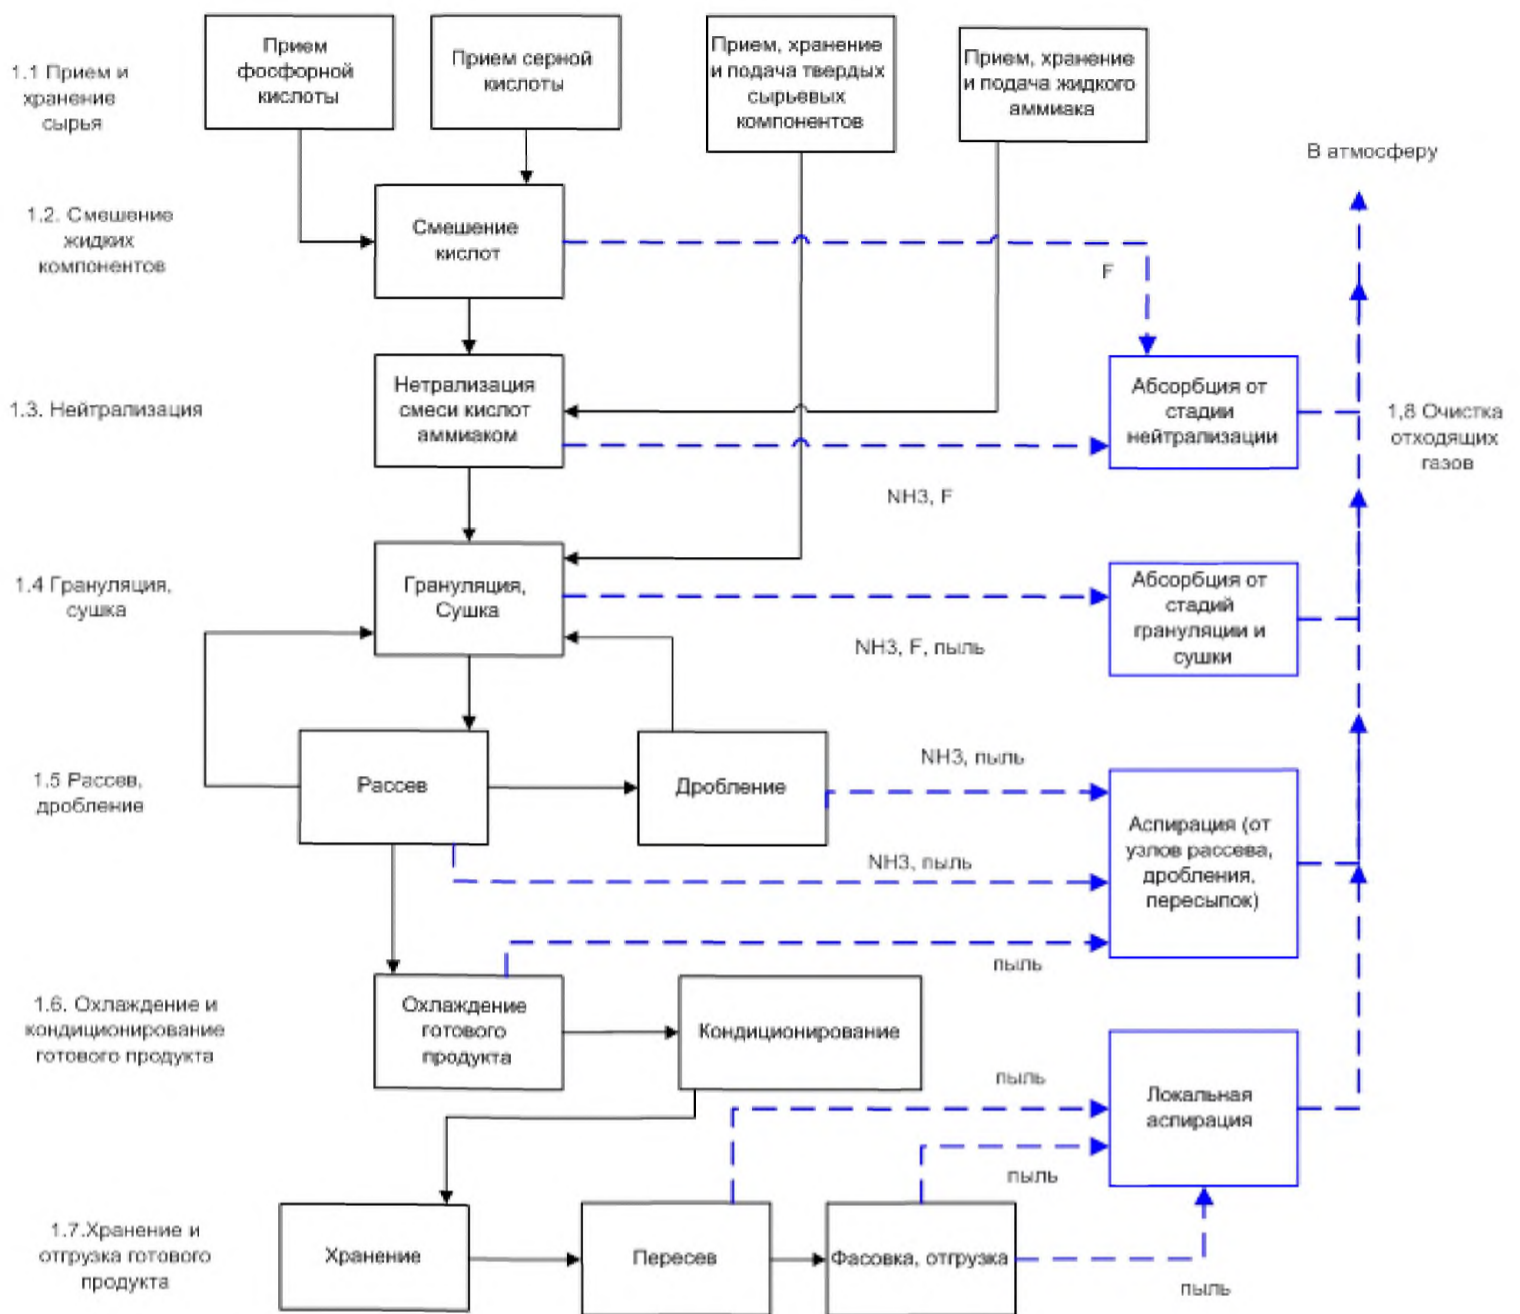 1.1 Прием и
хранение
сырья
Прием
фосфорной
кислоты
Прием серной
кислоты
Прием, хранение
и подача твердых
сырьевых
компонентов
Прием, хранение
и подача жидкого
аммиака
В атмосферу
1.2. Смешение
жидких
компонентов
Смешение
кислот
F
1.3. Нейтрализация
Нетрализация
смеси кислот
аммиаком
Абсорбция от
стадии
нейтрализации
1,8 Очистка
отходящих
газов
NH3, F
1.4 Грануляция,
сушка
Грануляция,
Сушка
Абсорбция от
стадий
грануляции и
сушки
NH3, F, пыль
1.5 Рассев,
дробление
Рассев
Дробление
NH3, пыль
NH3, пыль
Аспирация (от
узлов рассева,
дробления,
пересыпок)
пыль
1.6. Охлаждение и
кондиционирование
готового продукта
Охлаждение
готового
продукта
Кондиционирование
пыль
Локальная
аспирация
пыль
1.7.Хранение и
отгрузка готового
продукта
Хранение
Пересев
Фасовка, отгрузка
пыль